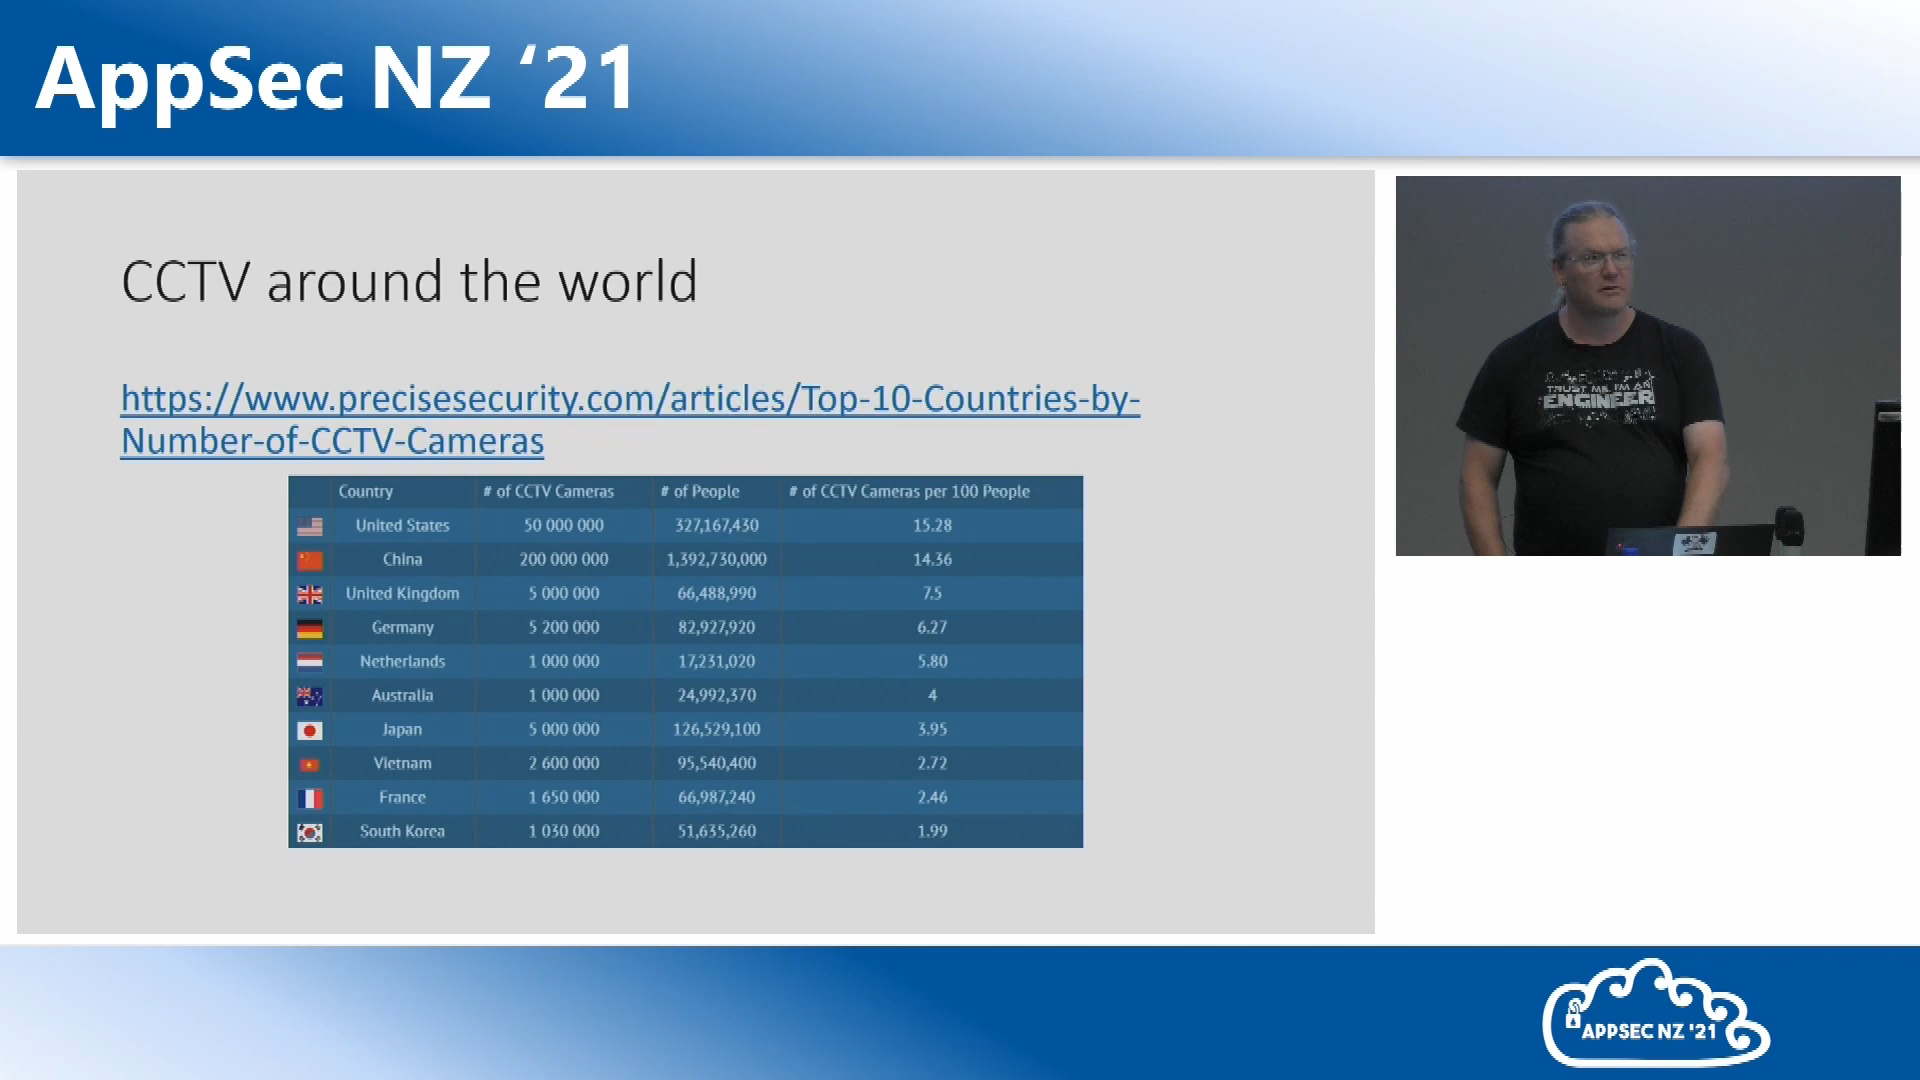 AppSec NZ ‘21
CCTV around the world
https://www.precisesecurity.com/articles/Top-10-Countries-by-
Number-of-CCTV-Cameras
Country # of CCTV Cameras # of People # of CCTV Cameras per 100 People
United States 50 000 000 327,167,430 15.28
China 200 000 000 1,392,730,000 14.36
United Kingdom 5 000 000 66,488,990 7.5
Germany 5 200 000 82,927,920 6.27
Netherlands 1 000 000 17,231,020 5.80
Australia 1 000 000 24,992,370 4
Japan 5 000 000 126,529,100 3.95
Vietnam 2 600 000 95,540,400 2.72
France 1 650 000 66,987,240 2.46
South Korea 1 030 000 51,635,260 1.99
TRUST ME, I'M AN
ENGINEER
APPSEC NZ '21